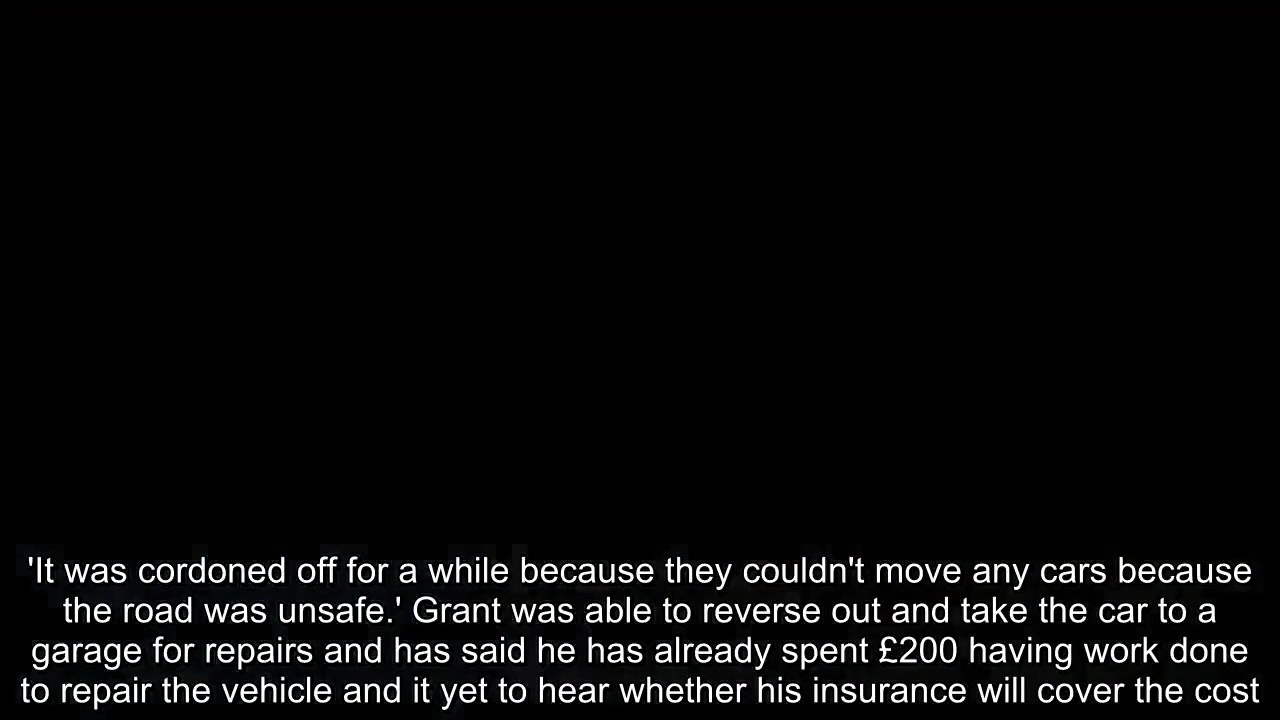 'It was cordoned off for a while because they couldn't move any cars because
the road was unsafe.' Grant was able to reverse out and take the car to a
garage for repairs and has said he has already spent £200 having work done
to repair the vehicle and it yet to hear whether his insurance will cover the cost